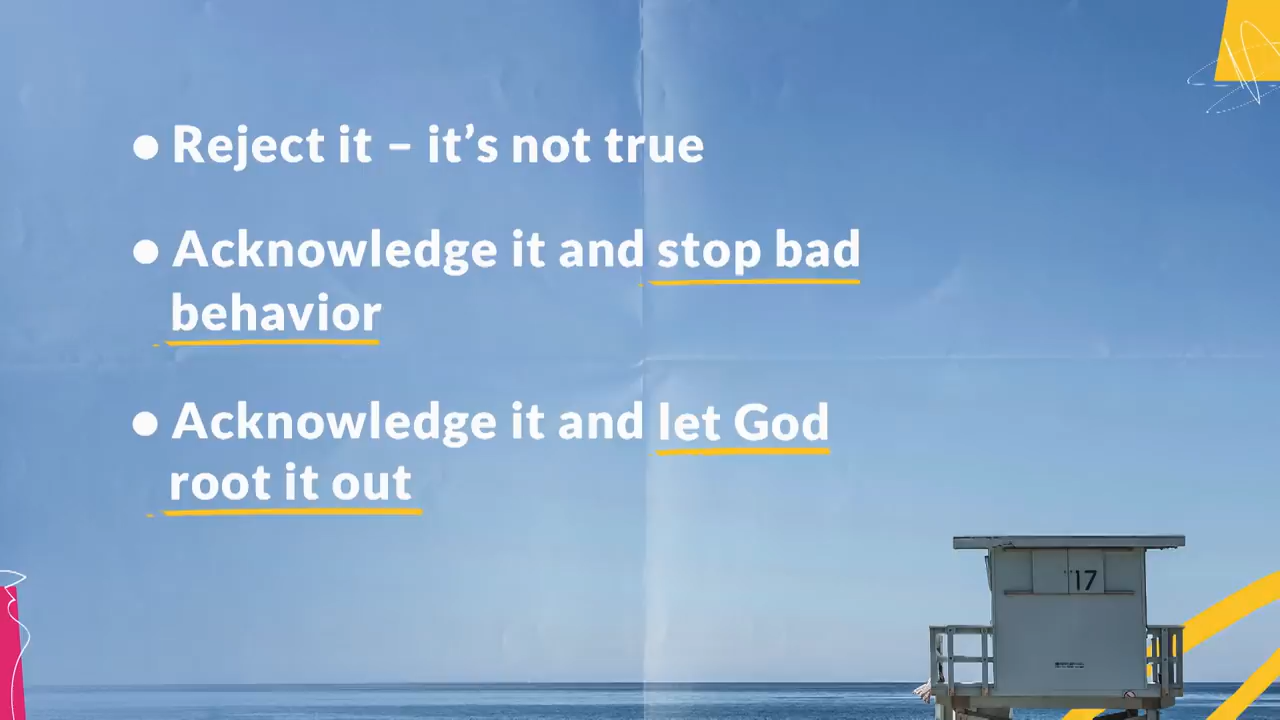 • Reject it – it’s not true
• Acknowledge it and stop bad
behavior
• Acknowledge it and let God
root it out
17